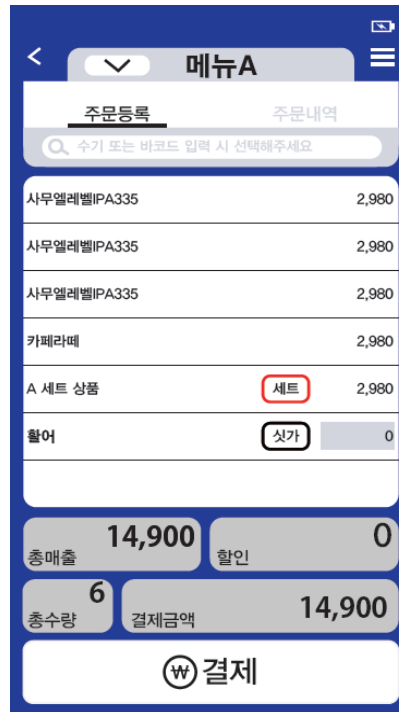 메뉴A
주문등록 주문내역
수기 또는 바코드 입력 시 선택해주세요
사무엘레벨IPA335 2,980
사무엘레벨IPA335 2,980
사무엘레벨IPA335 2,980
카페라떼 2,980
A 세트 상품 세트 2,980
활어 싯가 0
총매출 14,900 할인 0
총수량 6 결제금액 14,900
₩ 결제